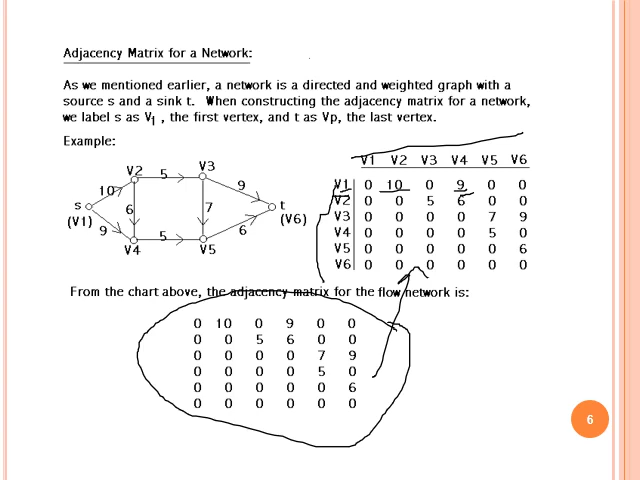 Adjacency Matrix for a Network:
As we mentioned earlier, a network is a directed and weighted graph with a
source s and a sink t. When constructing the adjacency matrix for a network,
we label s as V1 , the first vertex, and t as Vp, the last vertex.
Example:
V1 V2 V3 V4 V5 V6
V1 0 10 0 9 0 0
V2 0 0 5 6 0 0
V3 0 0 0 0 7 9
V4 0 0 0 0 5 0
V5 0 0 0 0 0 6
V6 0 0 0 0 0 0
V2 5 V3
10 9
s t
(V1) 6 7 (V6)
9 5 6
V4 V5
From the chart above, the adjacency matrix for the flow network is:
0 10 0 9 0 0
0 0 5 6 0 0
0 0 0 0 7 9
0 0 0 0 5 0
0 0 0 0 0 6
0 0 0 0 0 0
6